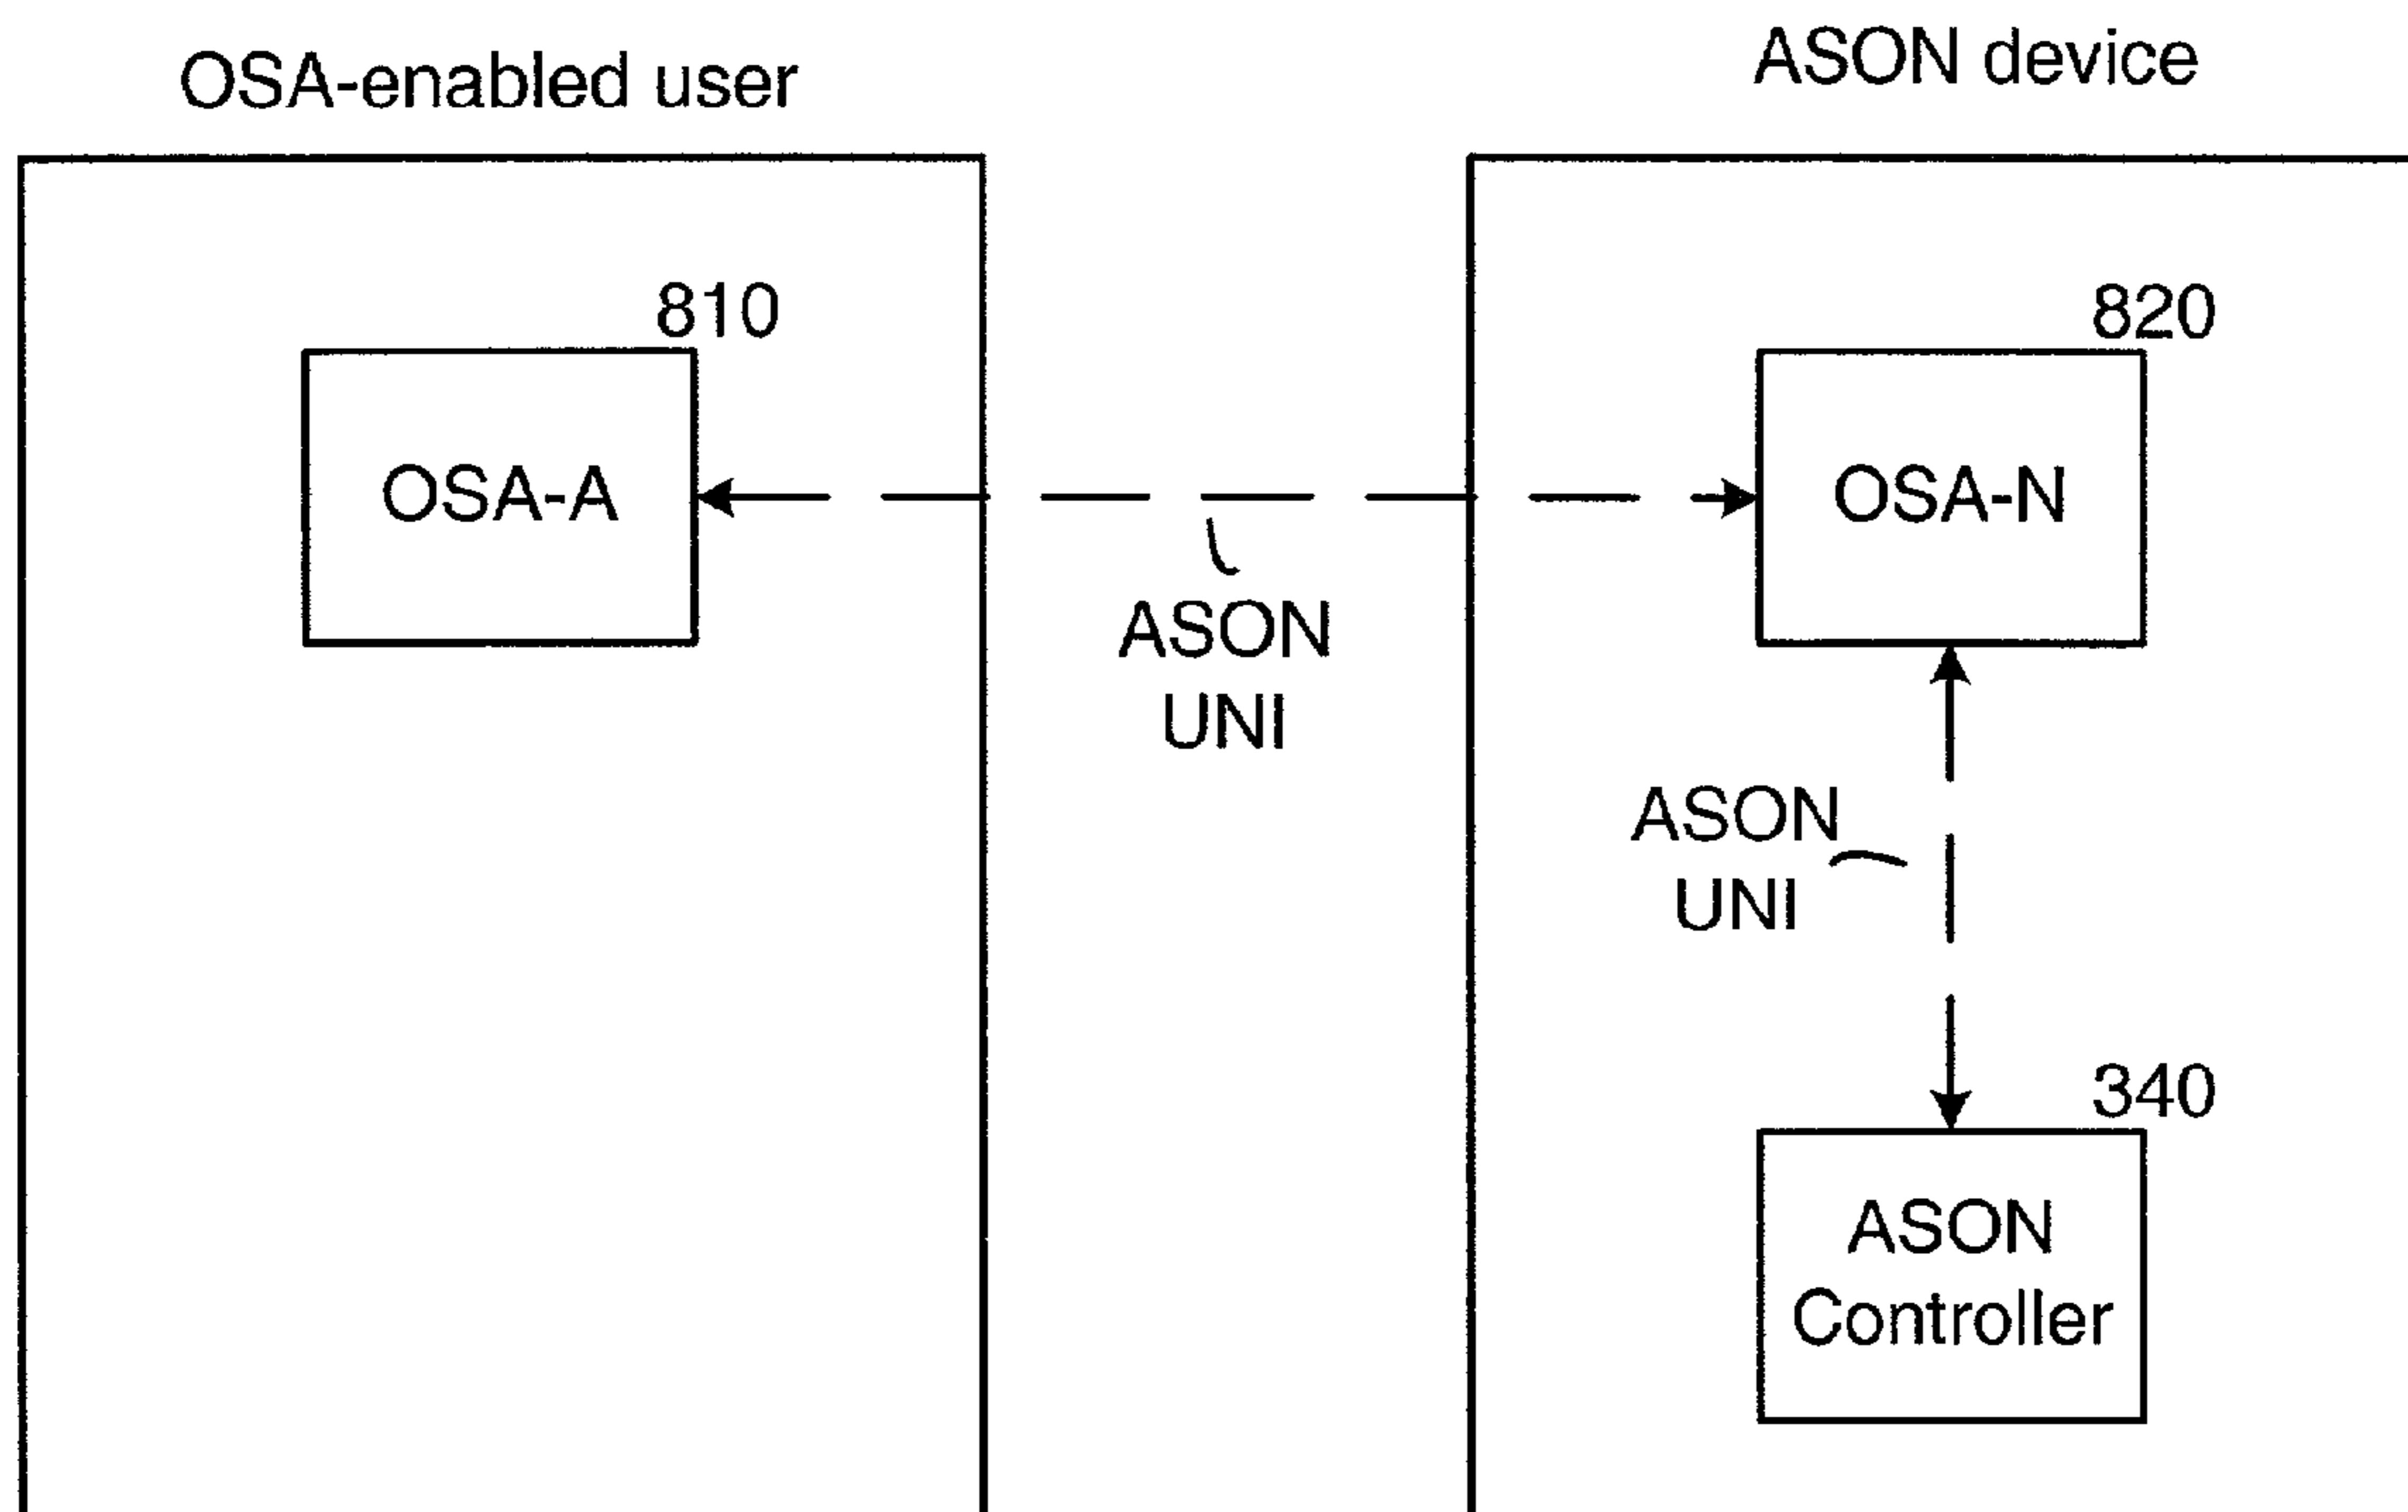 OSA-enabled user
ASON device
810
820
OSA-A
OSA-N
ASON
UNI
ASON
UNI
340
ASON
Controller